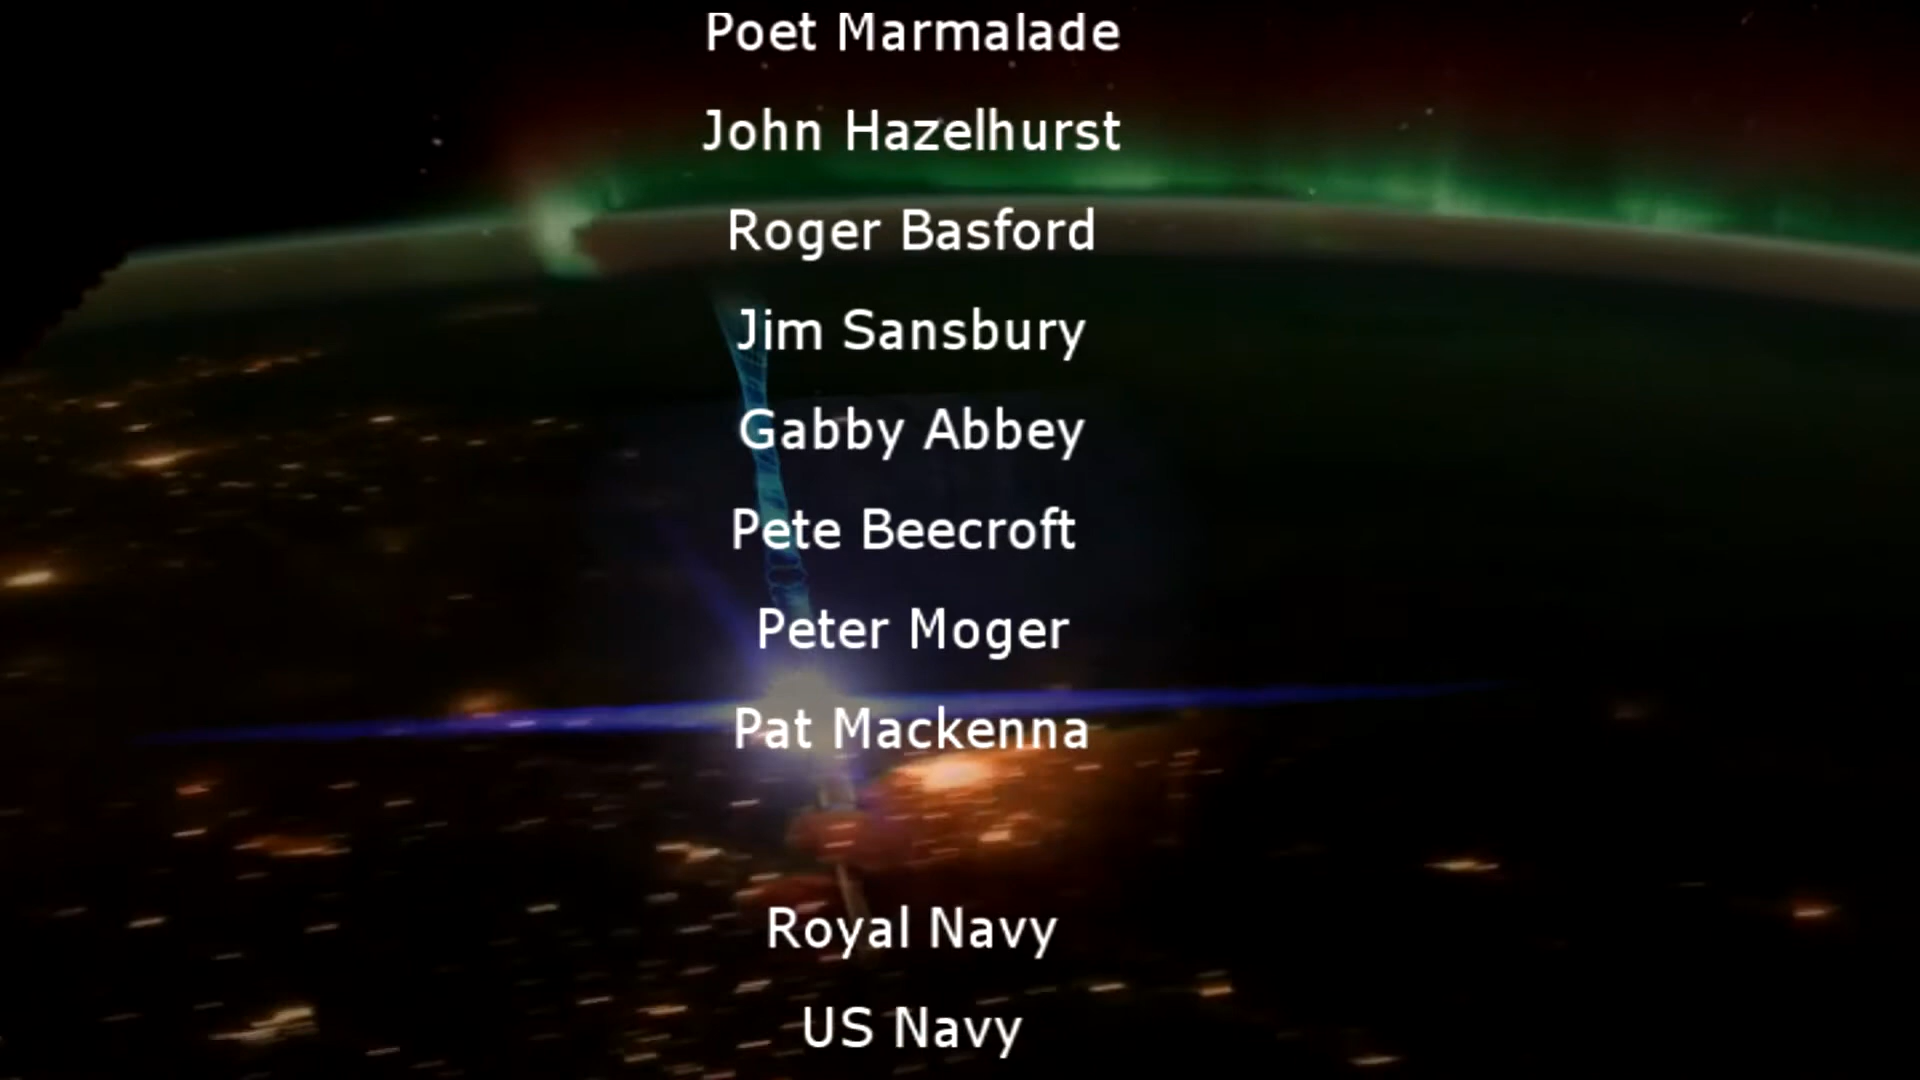 Poet Marmalade
John Hazelhurst
Roger Basford
Jim Sansbury
Gabby Abbey
Pete Beecroft
Peter Moger
Pat Mackenna
Royal Navy
US Navy